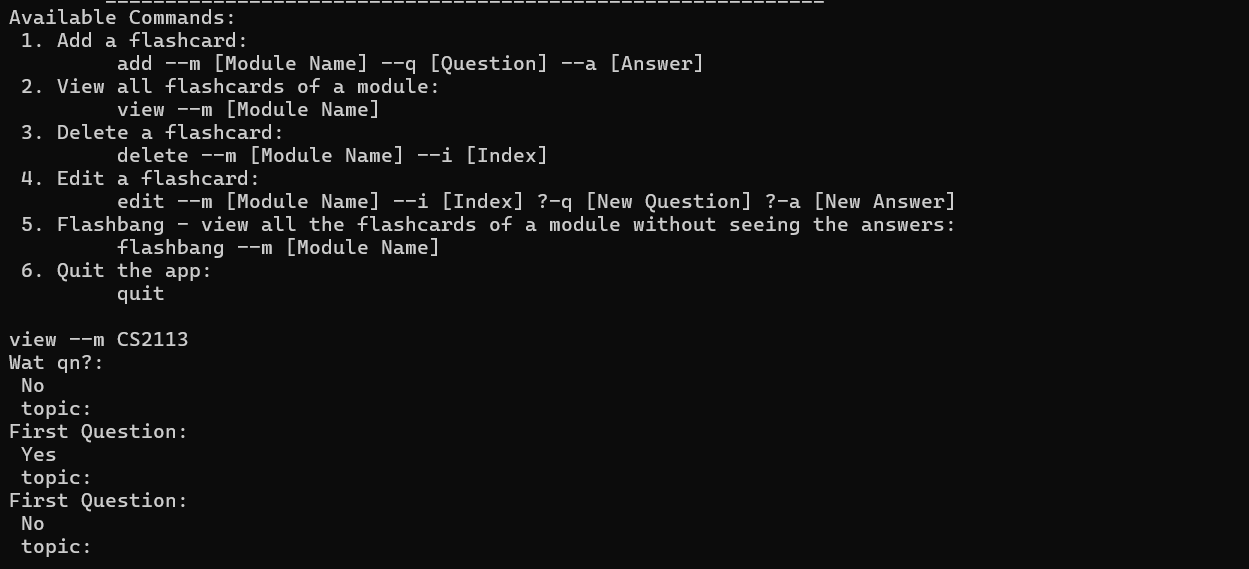 Available Commands:
1. Add a flashcard:
add --m [Module Name] --q [Question] --a [Answer]
2. View all flashcards of a module:
view --m [Module Name]
3. Delete a flashcard:
delete --m [Module Name] --i [Index]
4. Edit a flashcard:
edit --m [Module Name] --i [Index] ?-q [New Question] ?-a [New Answer]
5. Flashbang - view all the flashcards of a module without seeing the answers:
flashbang --m [Module Name]
6. Quit the app:
quit
view --m CS2113
Wat qn?:
No
topic:
First Question:
Yes
topic:
First Question:
No
topic: